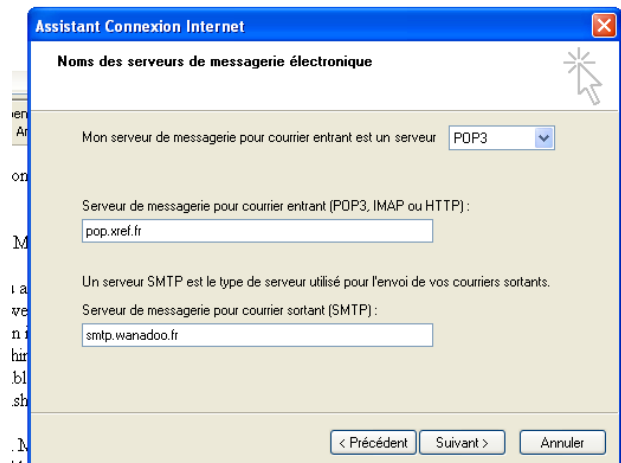 Assistant Connexion Internet
Noms des serveurs de messagerie électronique
Mon serveur de messagerie pour courrier entrant est un serveur POP3
Serveur de messagerie pour courrier entrant (POP3, IMAP ou HTTP) :
pop.xref.fr
Un serveur SMTP est le type de serveur utilisé pour l'envoi de vos courriers sortants.
Serveur de messagerie pour courrier sortant (SMTP) :
smtp.wanadoo.fr
< Précédent Suivant > Annuler